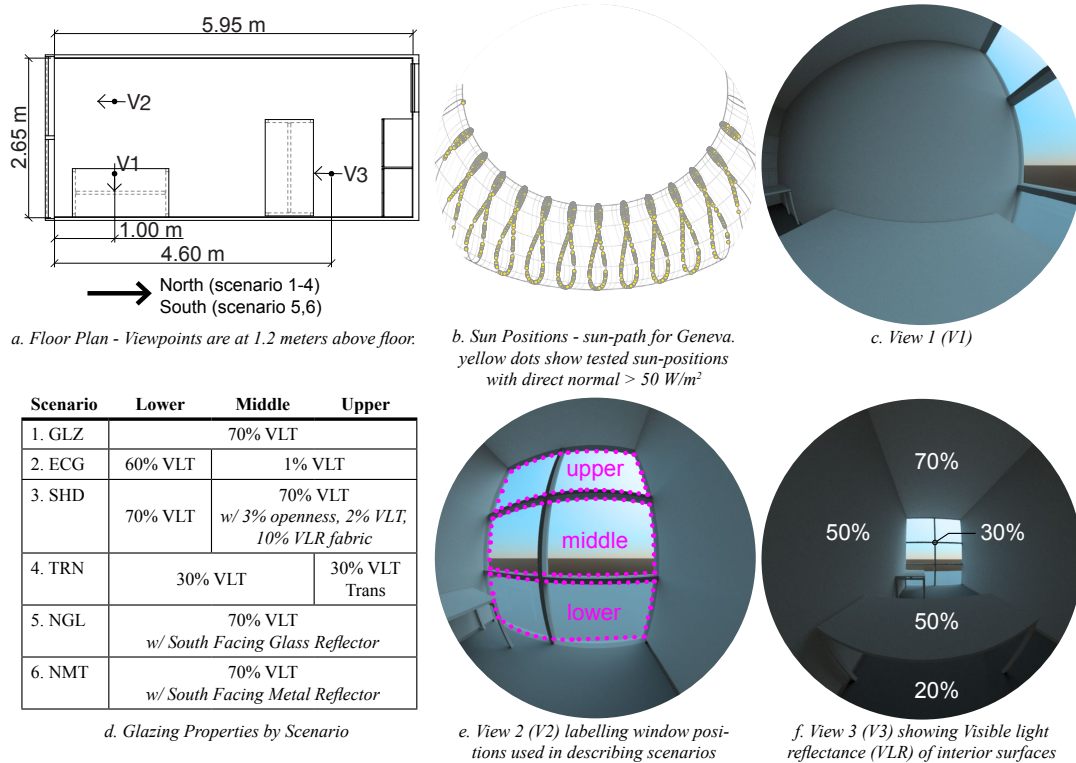 5.95 m
2.65 m
V2
V1
V3
1.00 m
4.60 m
North (scenario 1-4)
South (scenario 5,6)
a. Floor Plan - Viewpoints are at 1.2 meters above floor.
b. Sun Positions - sun-path for Geneva.
yellow dots show tested sun-positions
with direct normal > 50 W/m²
c. View 1 (V1)
Scenario Lower Middle Upper
1. GLZ 70% VLT
2. ECG 60% VLT 1% VLT
3. SHD 70% VLT 70% VLT
w/ 3% openness, 2% VLT,
10% VLR fabric
4. TRN 30% VLT 30% VLT
Trans
5. NGL 70% VLT
w/ South Facing Glass Reflector
6. NMT 70% VLT
w/ South Facing Metal Reflector
d. Glazing Properties by Scenario
upper
middle
lower
e. View 2 (V2) labelling window posi-
tions used in describing scenarios
70%
50%
30%
50%
20%
f. View 3 (V3) showing Visible light
reflectance (VLR) of interior surfaces